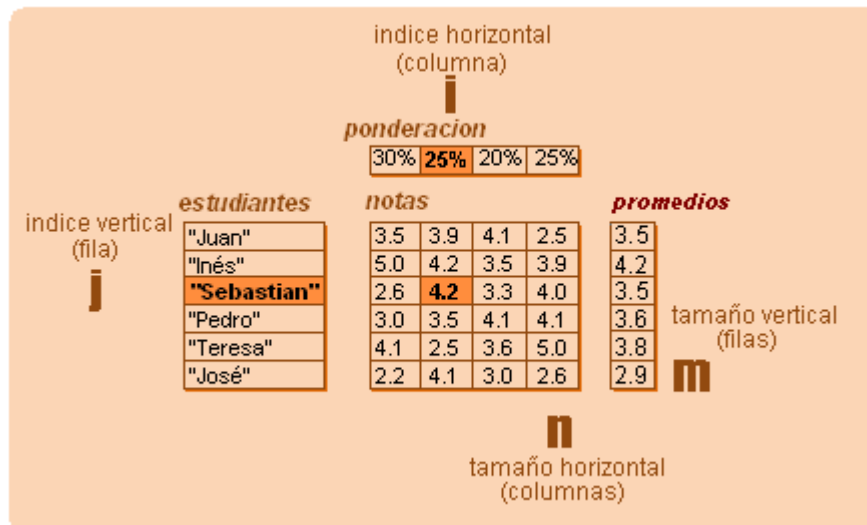 indice horizontal
(columna)
i
ponderacion
30% 25% 20% 25%
estudiantes notas promedios
indice vertical
(fila)
j
"Juan" 3.5 3.9 4.1 2.5 3.5
"Inés" 5.0 4.2 3.5 3.9 4.2
"Sebastian" 2.6 4.2 3.3 4.0 3.5
"Pedro" 3.0 3.5 4.1 4.1 3.6
"Teresa" 4.1 2.5 3.6 5.0 3.8
"José" 2.2 4.1 3.0 2.6 2.9
tamaño vertical
(filas)
m
n
tamaño horizontal
(columnas)